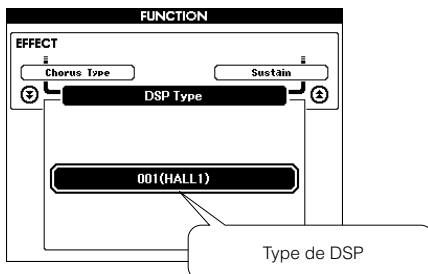 FUNCTION
EFFECT
Chorus Type
Sustain
DSP Type
001(HALL1)
Type de DSP